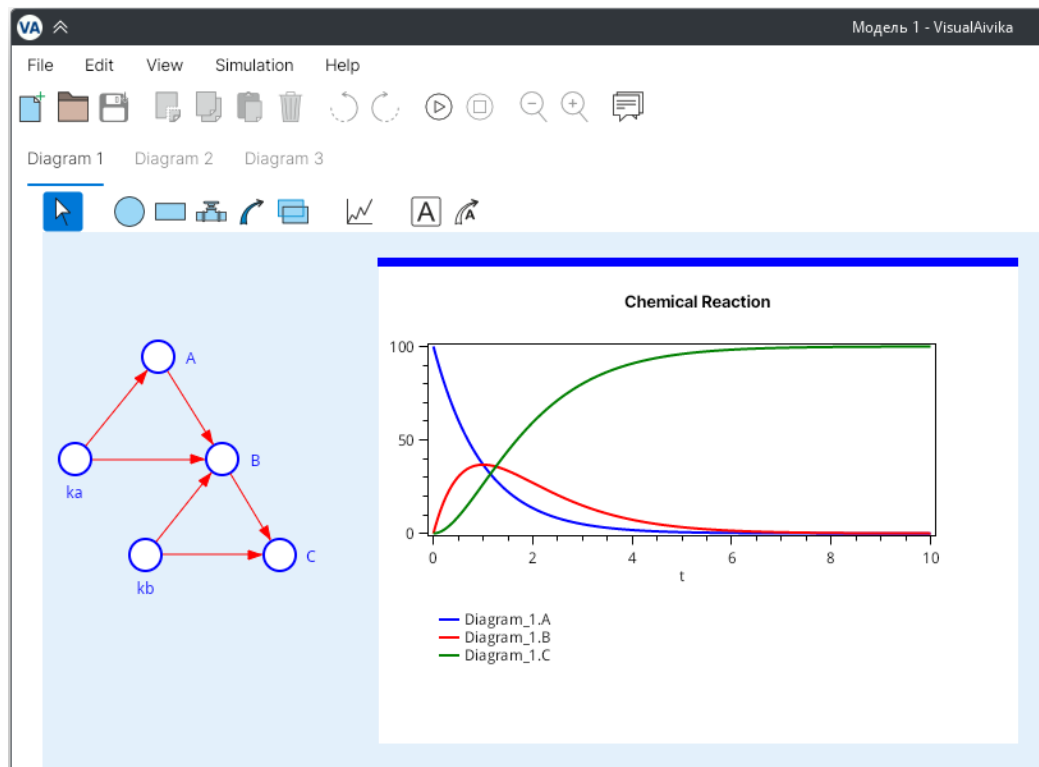 VA Модель 1 - VisualAivika
File Edit View Simulation Help
Diagram 1 Diagram 2 Diagram 3
A A
Chemical Reaction
A
B
ka
C
kb
100
50
0
0 2 4 6 8 10
t
Diagram_1.A
Diagram_1.B
Diagram_1.C